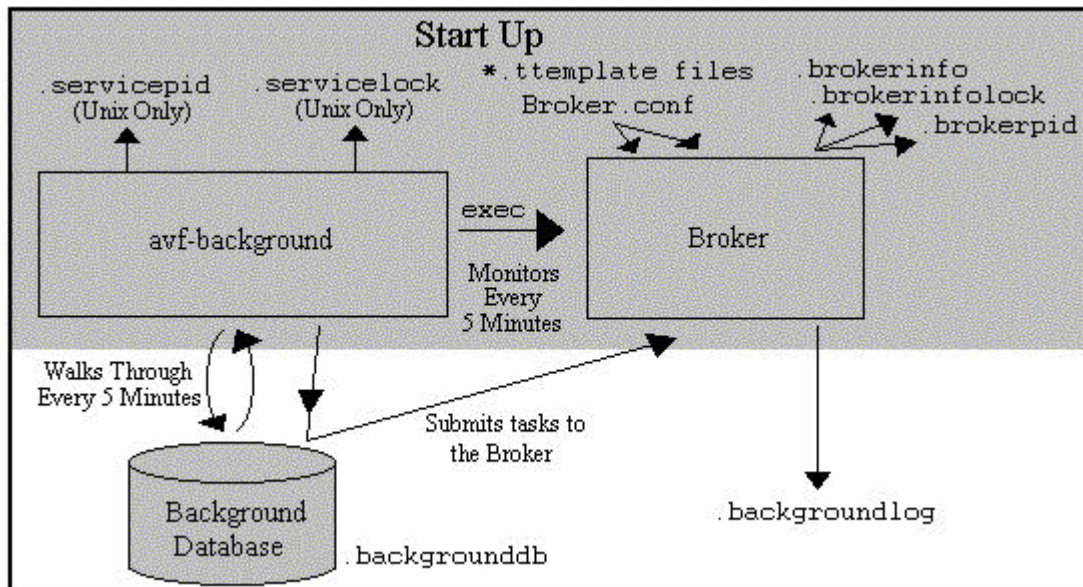 Start Up
.servicepid
(Unix Only)
.servicelock
(Unix Only)
*.ttemplate files
Broker.conf
.brokerinfo
.brokerinfolock
.brokerpid
avf-background
exec
Monitors
Every
5 Minutes
Broker
Walks Through
Every 5 Minutes
Submits tasks to
the Broker
Background
Database
.backgrounddb
.backgroundlog